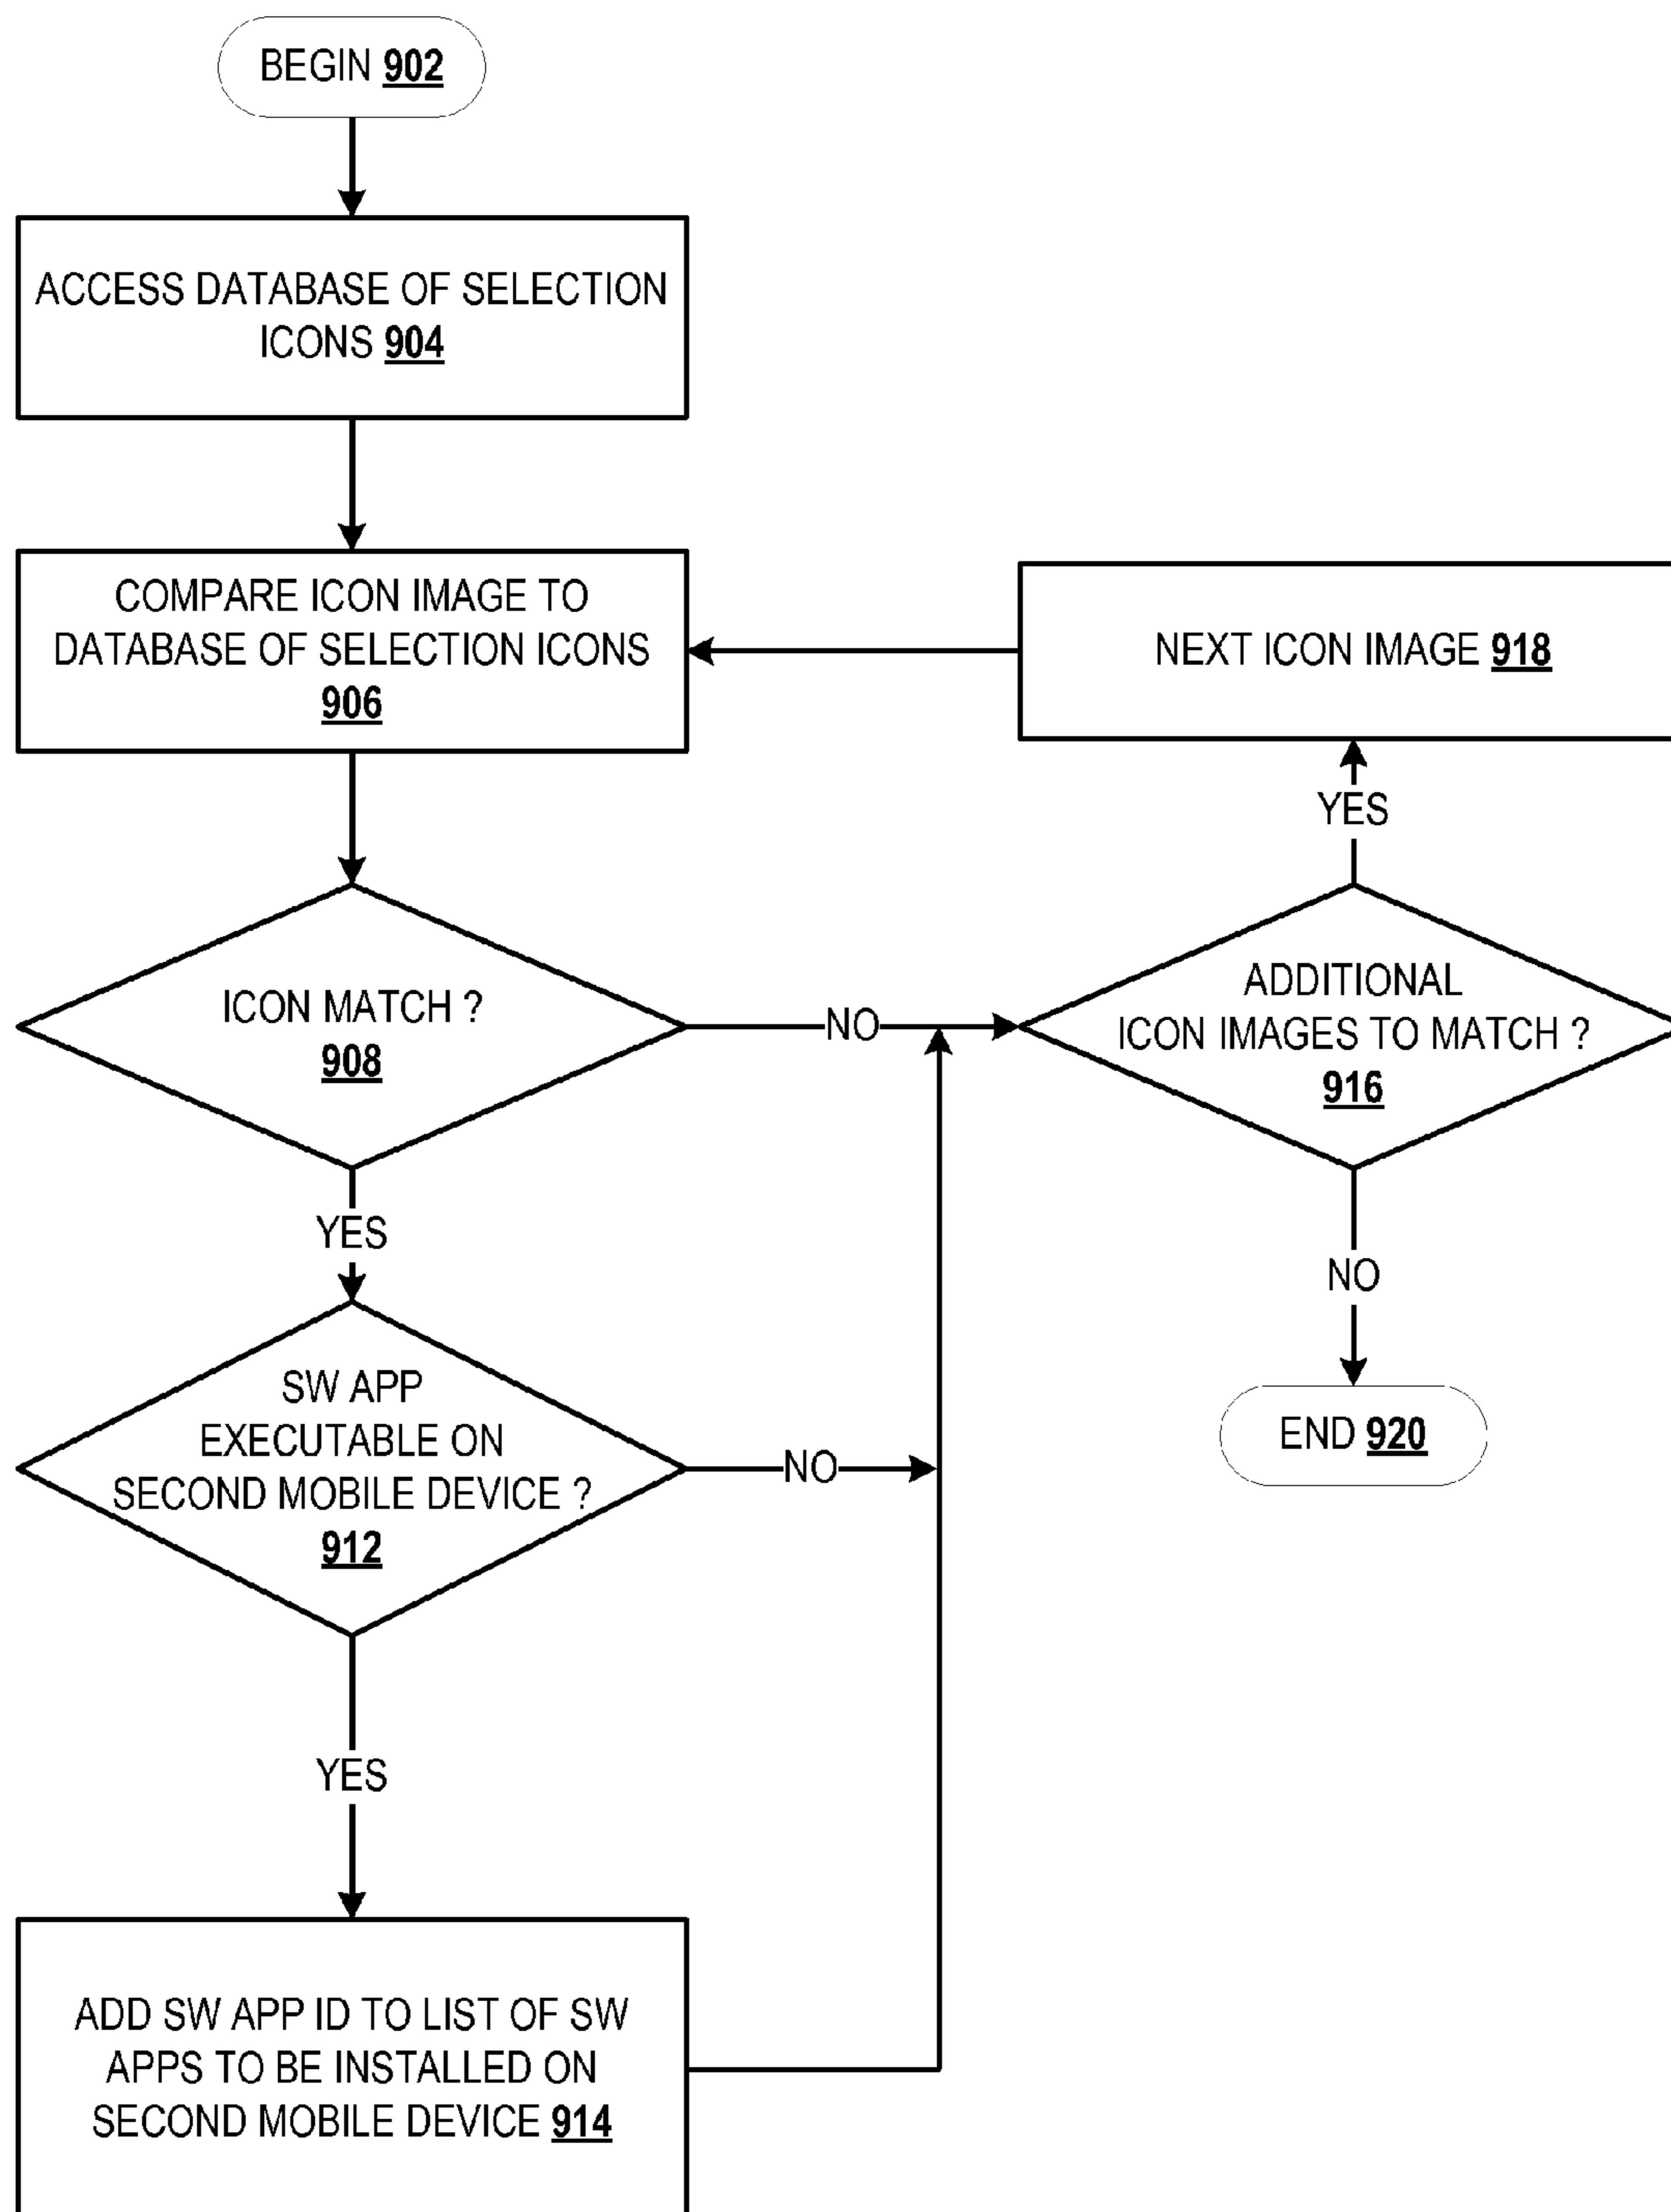 BEGIN 902
ACCESS DATABASE OF SELECTION
ICONS 904
COMPARE ICON IMAGE TO
DATABASE OF SELECTION ICONS
906
NEXT ICON IMAGE 918
YES
ICON MATCH ?
908
NO
ADDITIONAL
ICON IMAGES TO MATCH ?
916
YES
NO
SW APP
EXECUTABLE ON
SECOND MOBILE DEVICE ?
912
NO
END 920
YES
ADD SW APP ID TO LIST OF SW
APPS TO BE INSTALLED ON
SECOND MOBILE DEVICE 914